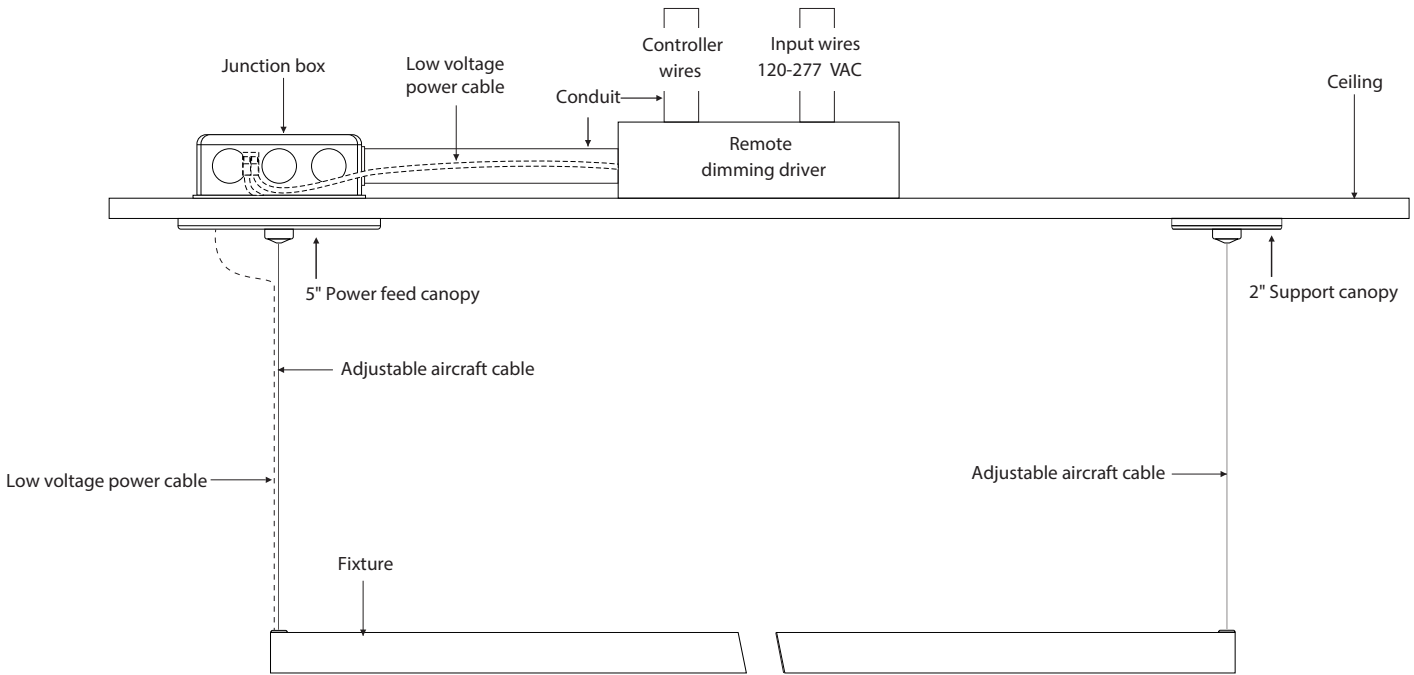 Controller
wires
Input wires
120-277 VAC
Junction box
Low voltage
power cable
Conduit
Ceiling
Remote
dimming driver
5" Power feed canopy
2" Support canopy
Adjustable aircraft cable
Low voltage power cable
Adjustable aircraft cable
Fixture